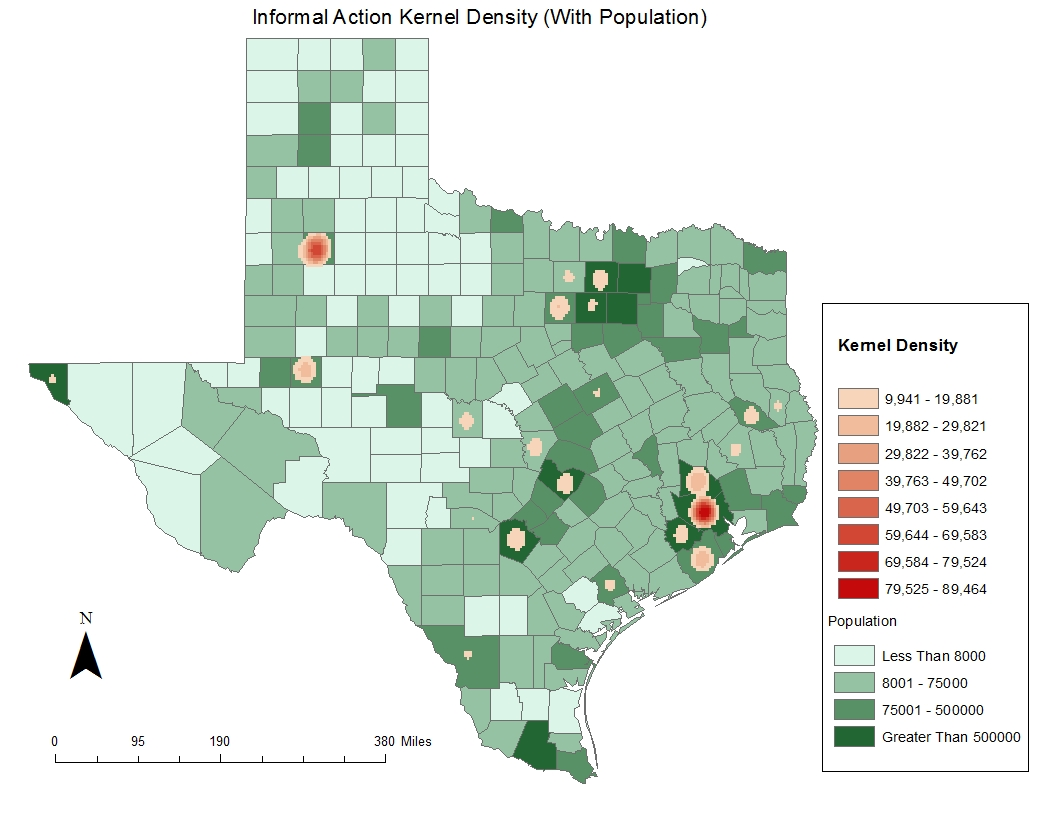 Informal Action Kernel Density (With Population)
Kernel Density
9,941 - 19,881
19,882 - 29,821
29,822 - 39,762
39,763 - 49,702
49,703 - 59,643
59,644 - 69,583
69,584 - 79,524
79,525 - 89,464
Population
Less Than 8000
8001 - 75000
75001 - 500000
Greater Than 500000
N
0 95 190 380 Miles